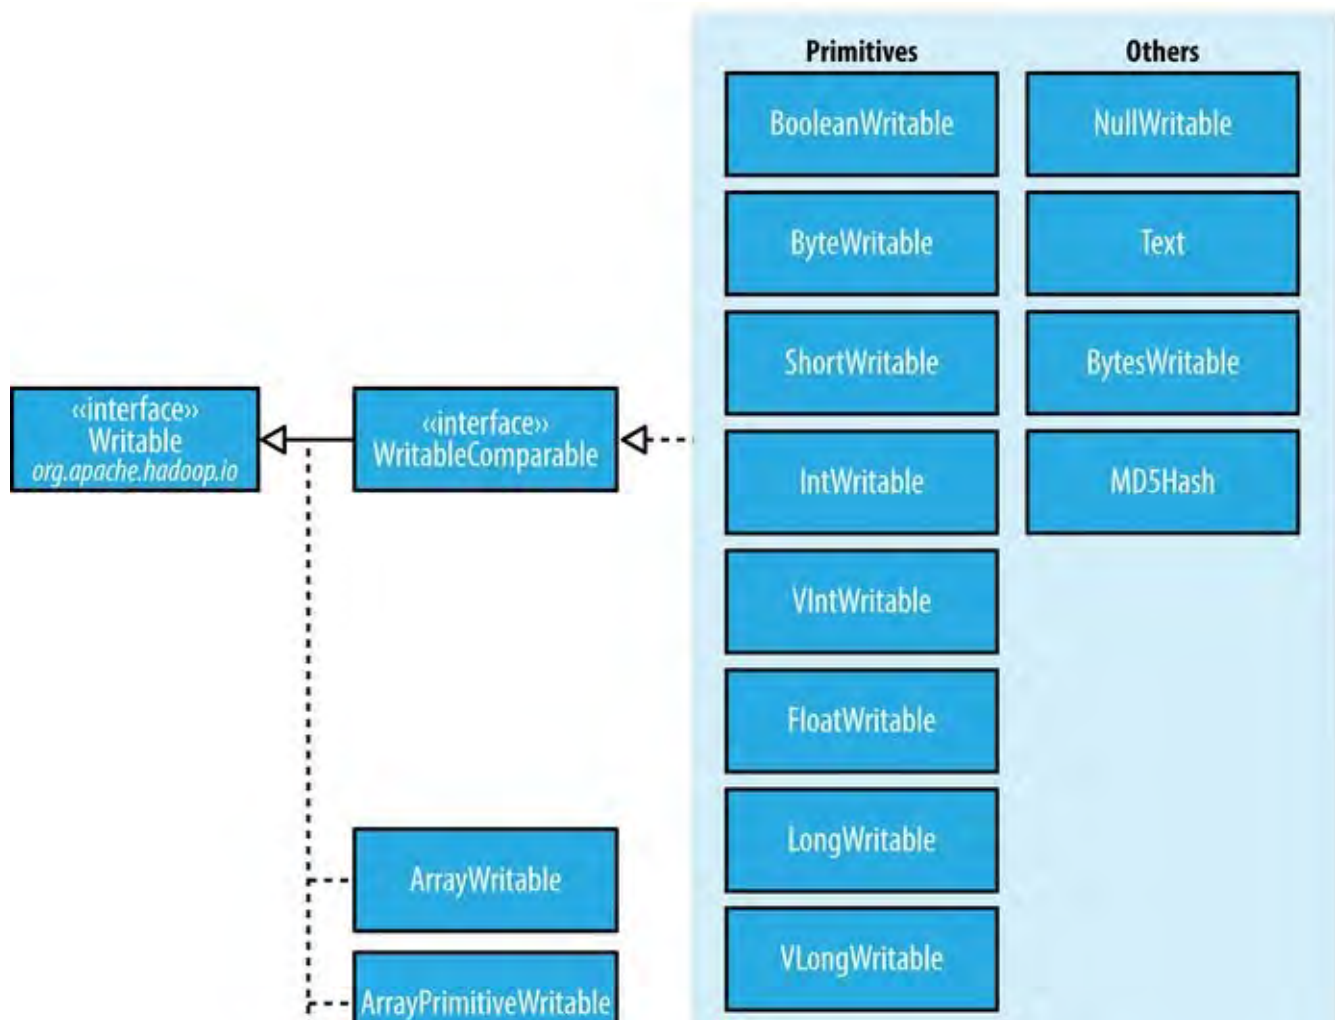 Primitives
Others
BooleanWritable
NullWritable
ByteWritable
Text
ShortWritable
BytesWritable
«interface»
Writable
org.apache.hadoop.io
«interface»
WritableComparable
IntWritable
MD5Hash
VIntWritable
FloatWritable
LongWritable
ArrayWritable
VLongWritable
ArrayPrimitiveWritable